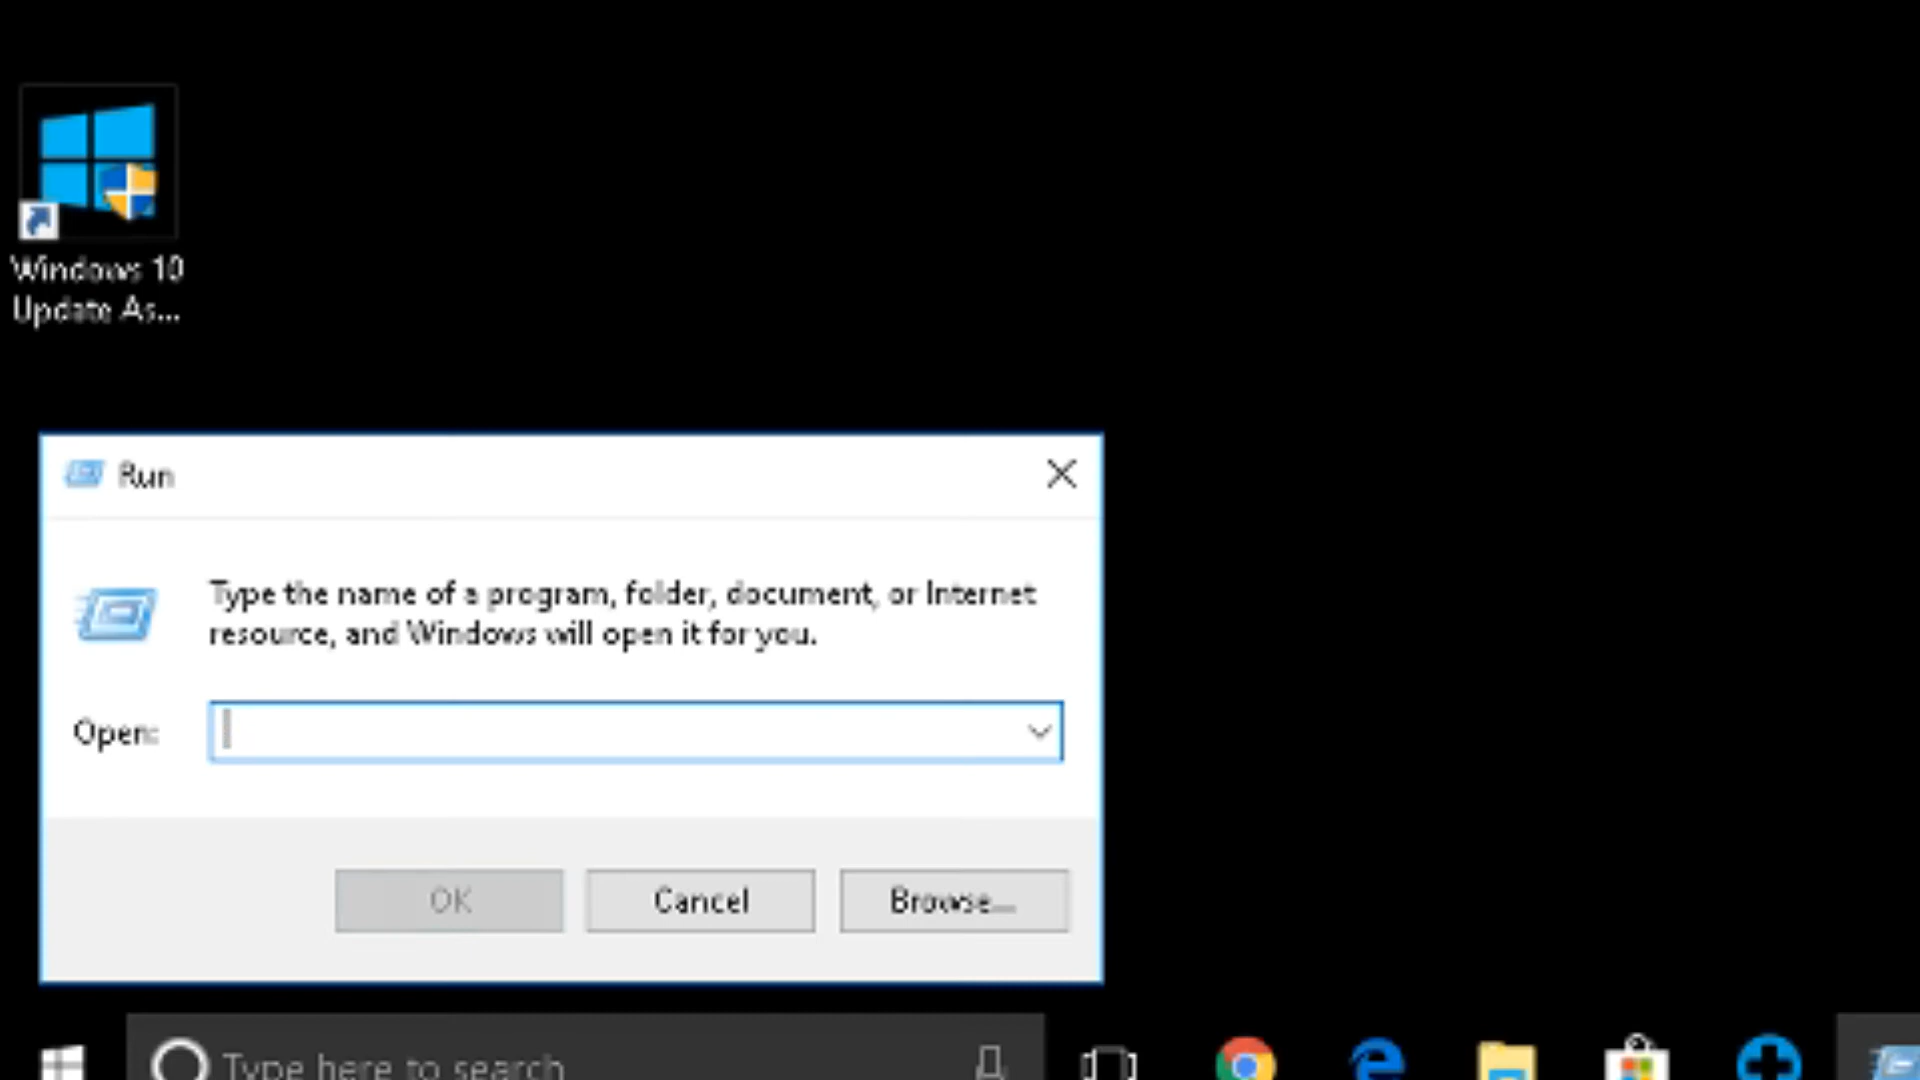 Windows 10
Update As...
Run
Type the name of a program, folder, document, or Internet
resource, and Windows will open it for you.
Open:
OK
Cancel
Browse...
Type here to search